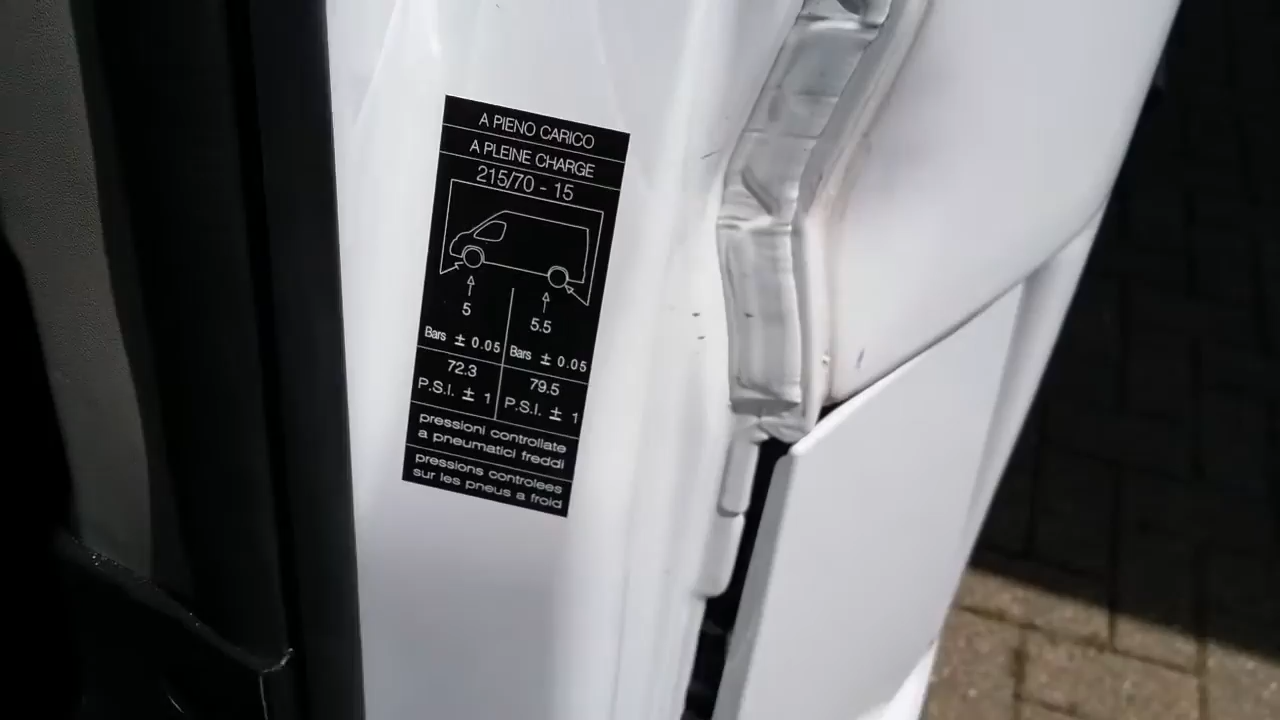 A PIENO CARICO
A PLEINE CHARGE
215/70 - 15
5 5.5
Bars ± 0.05 Bars ± 0.05
72.3 79.5
P.S.I. ± 1 P.S.I. ± 1
pressioni controllate
a pneumatici freddi
pressions controlees
sur les pneus a froid